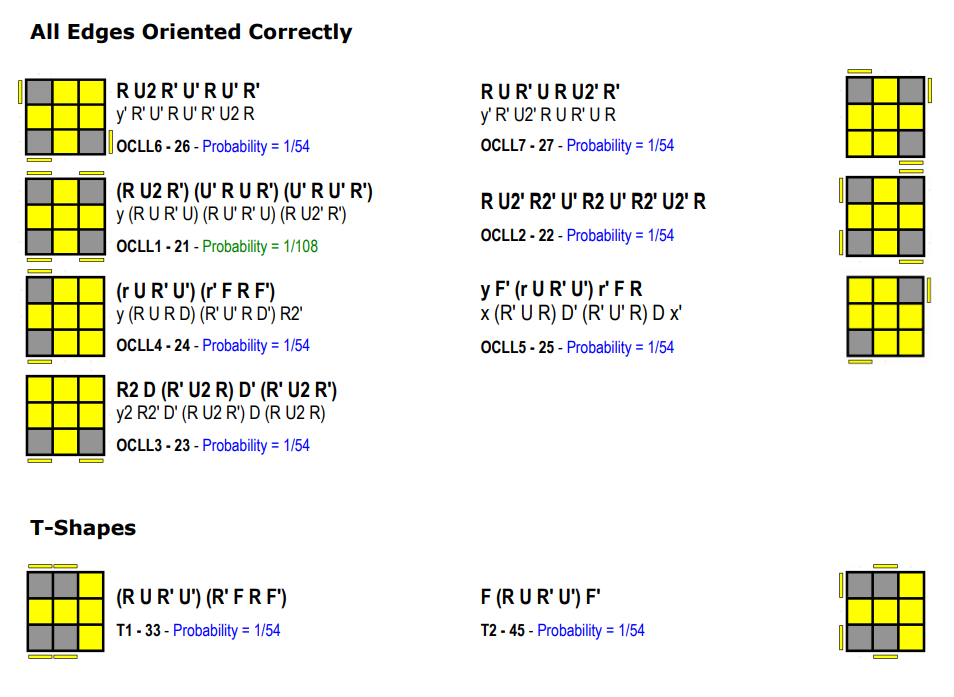 All Edges Oriented Correctly
R U2 R' U' R U' R'
y' R' U' R U' R' U2 R
OCLL6 - 26 - Probability = 1/54
R U R' U R U2' R'
y' R' U2' R U R' U R
OCLL7 - 27 - Probability = 1/54
(R U2 R') (U' R U R') (U' R U' R')
y (R U R' U) (R U' R' U) (R U2' R')
OCLL1 - 21 - Probability = 1/108
R U2' R2' U' R2 U' R2' U2' R
OCLL2 - 22 - Probability = 1/54
(r U R' U') (r' F R F')
y (R U R D) (R' U' R D') R2'
OCLL4 - 24 - Probability = 1/54
y F' (r U R' U') r' F R
x (R' U R) D' (R' U' R) D x'
OCLL5 - 25 - Probability = 1/54
R2 D (R' U2 R) D' (R' U2 R')
y2 R2' D' (R U2 R') D (R U2 R)
OCLL3 - 23 - Probability = 1/54
T-Shapes
(R U R' U') (R' F R F')
T1 - 33 - Probability = 1/54
F (R U R' U') F'
T2 - 45 - Probability = 1/54